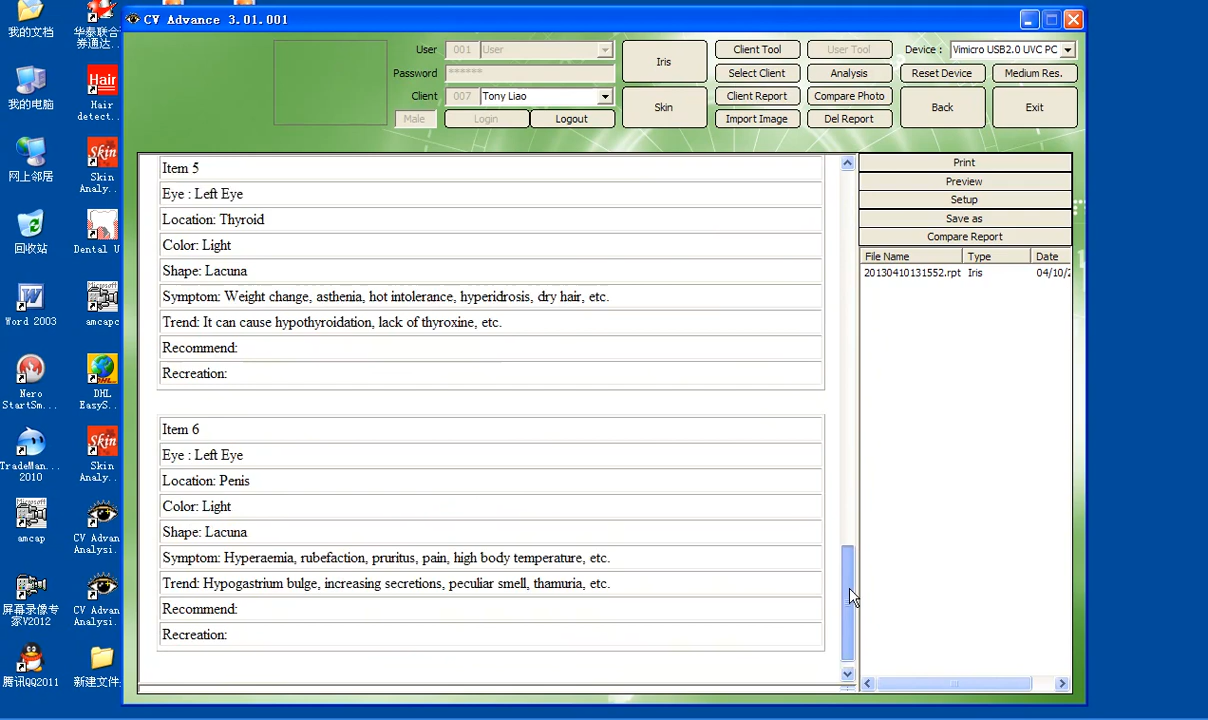 CV Advance 3.01.001
User 001 User
Password ******
Client 007 Tony Liao
Male Login Logout
Iris
Skin
Client Tool User Tool
Select Client Analysis
Client Report Compare Photo
Import Image Del Report
Device : Vimicro USB2.0 UVC PC
Reset Device Medium Res.
Back Exit
Item 5
Eye : Left Eye
Location: Thyroid
Color: Light
Shape: Lacuna
Symptom: Weight change, asthenia, hot intolerance, hyperidrosis, dry hair, etc.
Trend: It can cause hypothyroidation, lack of thyroxine, etc.
Recommend:
Recreation:
Item 6
Eye : Left Eye
Location: Penis
Color: Light
Shape: Lacuna
Symptom: Hyperaemia, rubefaction, pruritus, pain, high body temperature, etc.
Trend: Hypogastrium bulge, increasing secretions, peculiar smell, thamuria, etc.
Recommend:
Recreation:
Print
Preview
Setup
Save as
Compare Report
File Name Type Date
20130410131552.rpt Iris 04/10/2
我的文档
我的电脑
网上邻居
回收站
Word 2003
Nero
StartSm...
TradeMan...
2010
amcap
屏幕录像专
家V2012
腾讯QQ2011
华泰联合
券通达...
Hair
Hair
detect...
Skin
Skin
Analy...
Dental U
amcapc
DHL
EasyS...
Skin
Skin
Analy...
CV Advan
Analysi.
CV Advan
Analysi.
新建文件